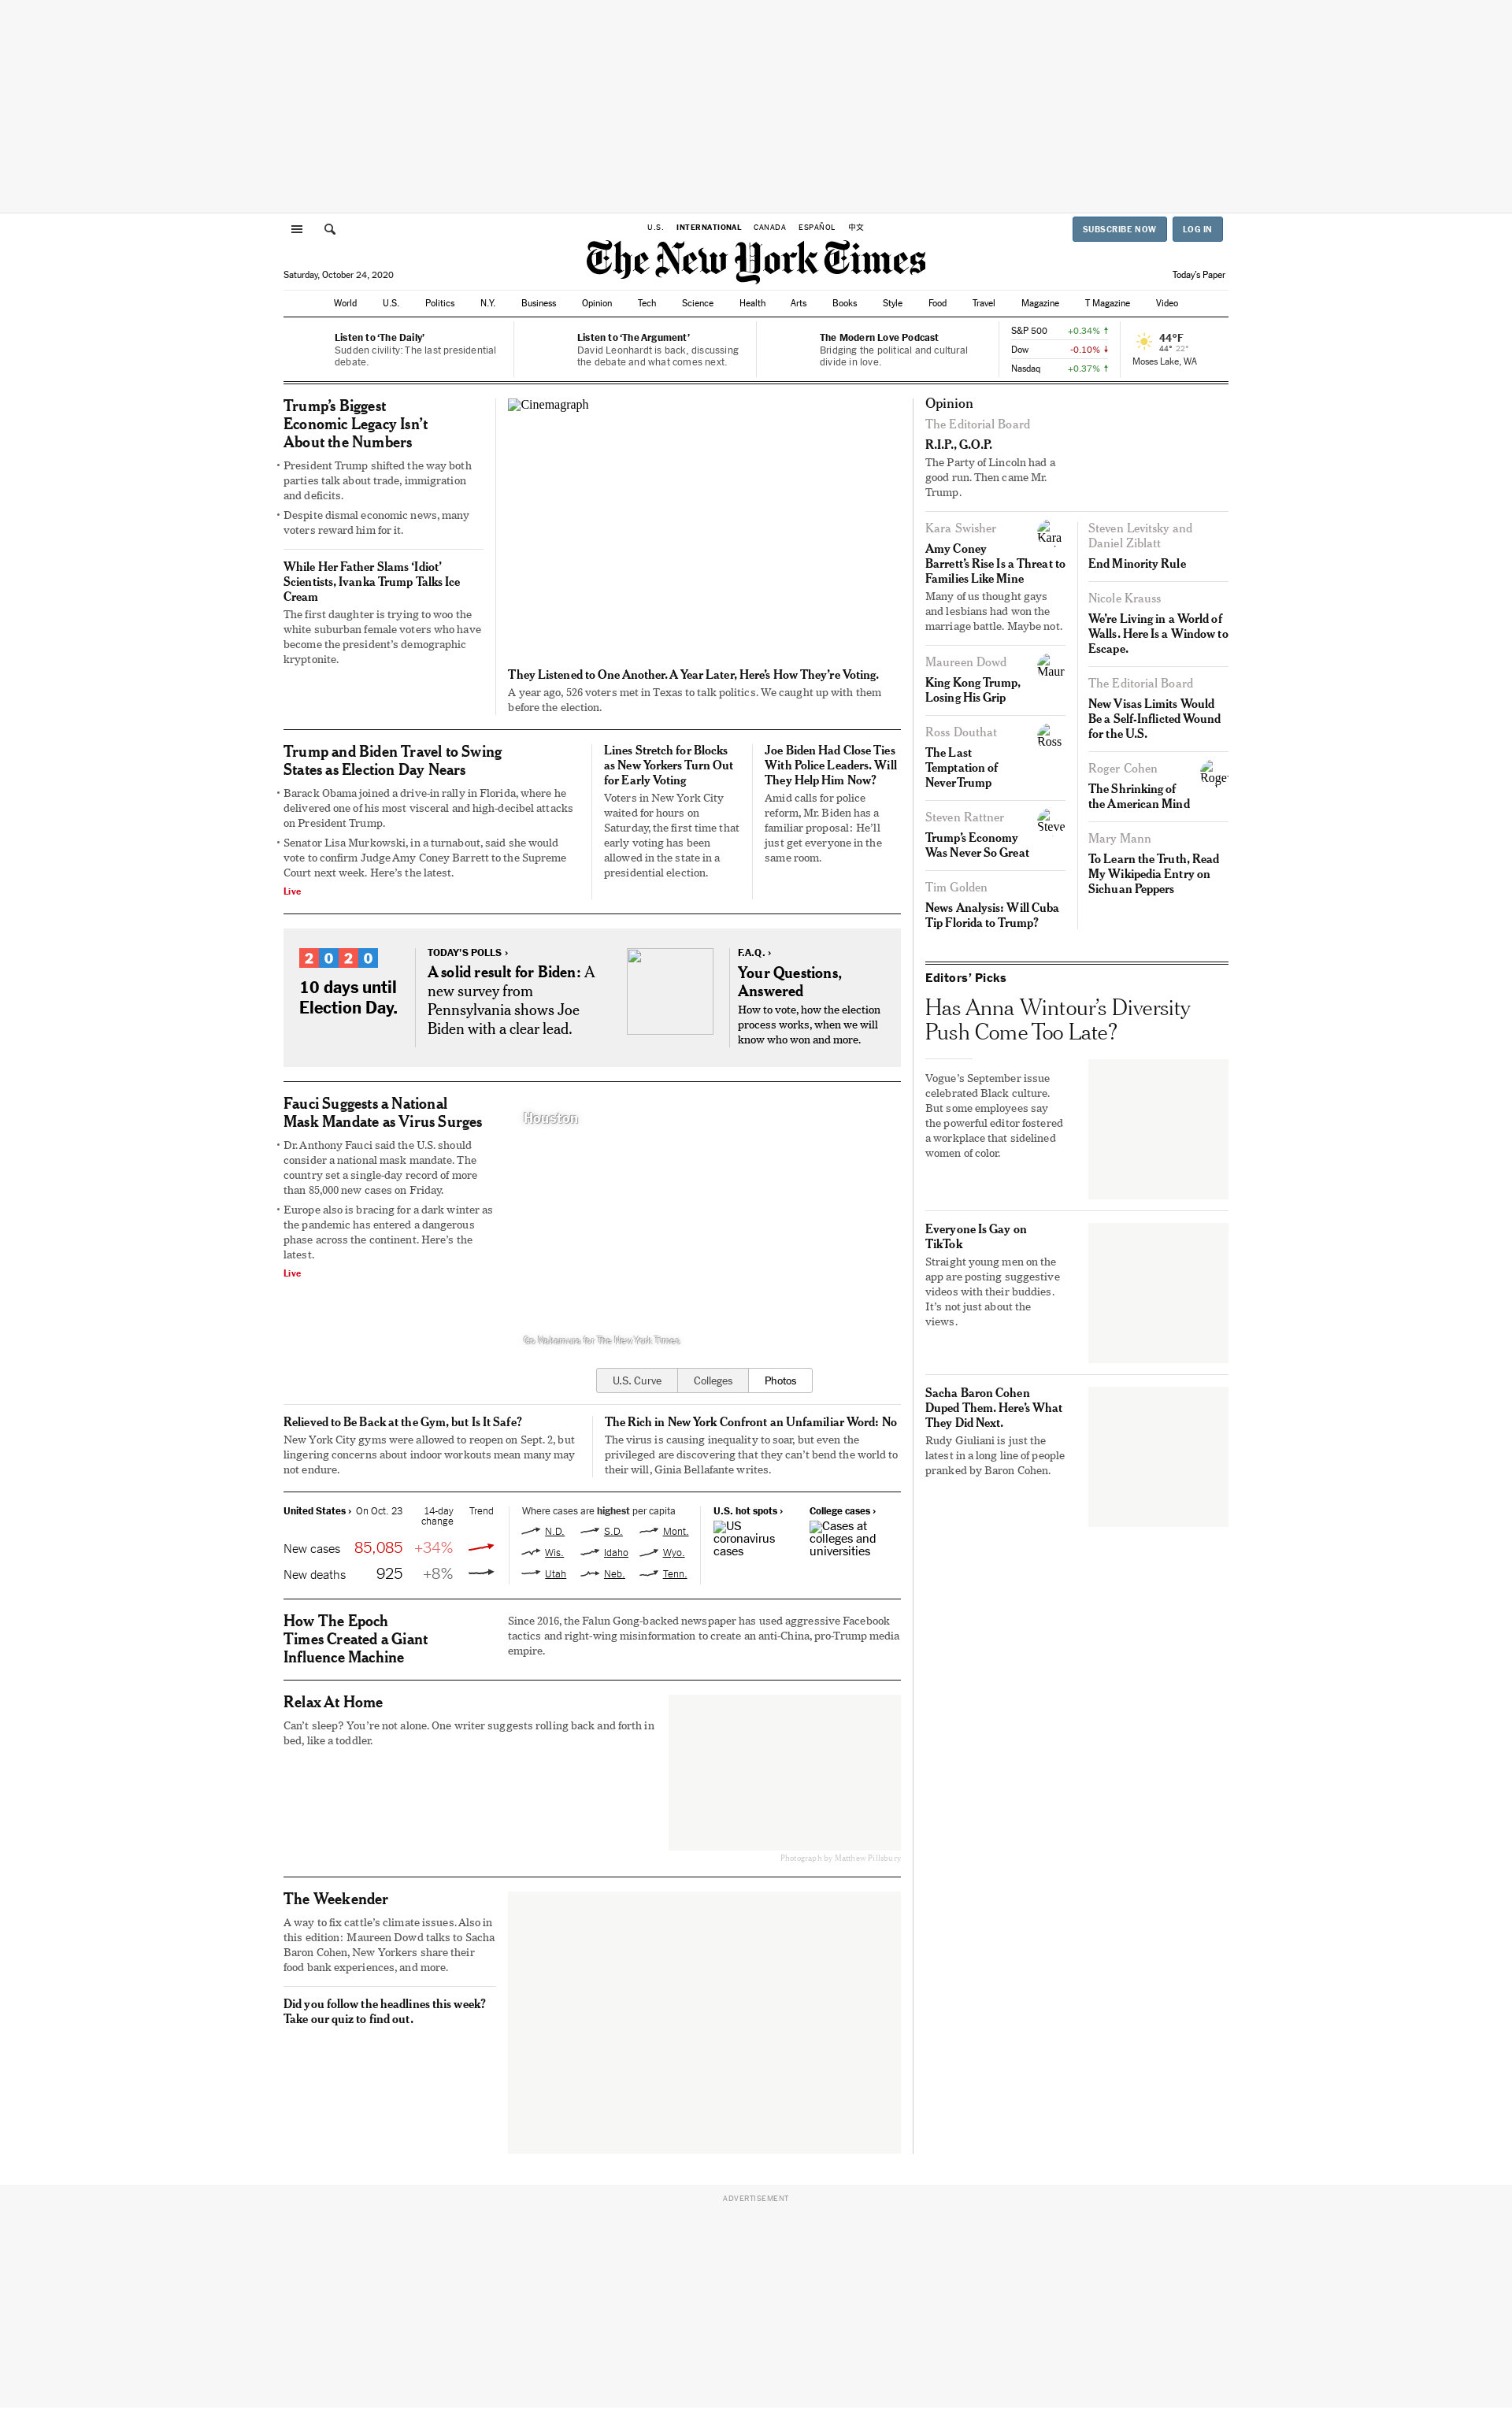 U.S. INTERNATIONAL CANADA ESPAÑOL 中文
SUBSCRIBE NOW LOG IN
The New York Times
Saturday, October 24, 2020
Today's Paper
World U.S. Politics N.Y. Business Opinion Tech Science Health Arts Books Style Food Travel Magazine T Magazine Video
Listen to ‘The Daily’
Sudden civility: The last presidential
debate.
Listen to ‘The Argument’
David Leonhardt is back, discussing
the debate and what comes next.
The Modern Love Podcast
Bridging the political and cultural
divide in love.
S&P 500 +0.34% ↑
Dow -0.10% ↓
Nasdaq +0.37% ↑
44°F
44° 22°
Moses Lake, WA
Trump’s Biggest
Economic Legacy Isn’t
About the Numbers
• President Trump shifted the way both
parties talk about trade, immigration
and deficits.
• Despite dismal economic news, many
voters reward him for it.
While Her Father Slams ‘Idiot’
Scientists, Ivanka Trump Talks Ice
Cream
The first daughter is trying to woo the
white suburban female voters who have
become the president’s demographic
kryptonite.
Cinemagraph
They Listened to One Another. A Year Later, Here’s How They’re Voting.
A year ago, 526 voters met in Texas to talk politics. We caught up with them
before the election.
Trump and Biden Travel to Swing
States as Election Day Nears
• Barack Obama joined a drive-in rally in Florida, where he
delivered one of his most visceral and high-decibel attacks
on President Trump.
• Senator Lisa Murkowski, in a turnabout, said she would
vote to confirm Judge Amy Coney Barrett to the Supreme
Court next week. Here’s the latest.
Live
Lines Stretch for Blocks
as New Yorkers Turn Out
for Early Voting
Voters in New York City
waited for hours on
Saturday, the first time that
early voting has been
allowed in the state in a
presidential election.
Joe Biden Had Close Ties
With Police Leaders. Will
They Help Him Now?
Amid calls for police
reform, Mr. Biden has a
familiar proposal: He’ll
just get everyone in the
same room.
2020
10 days until
Election Day.
TODAY’S POLLS ›
A solid result for Biden: A
new survey from
Pennsylvania shows Joe
Biden with a clear lead.
F.A.Q. ›
Your Questions,
Answered
How to vote, how the election
process works, when we will
know who won and more.
Fauci Suggests a National
Mask Mandate as Virus Surges
• Dr. Anthony Fauci said the U.S. should
consider a national mask mandate. The
country set a single-day record of more
than 85,000 new cases on Friday.
• Europe also is bracing for a dark winter as
the pandemic has entered a dangerous
phase across the continent. Here’s the
latest.
Live
Houston
Go Nakamura for The New York Times
U.S. Curve Colleges Photos
Relieved to Be Back at the Gym, but Is It Safe?
New York City gyms were allowed to reopen on Sept. 2, but
lingering concerns about indoor workouts mean many may
not endure.
The Rich in New York Confront an Unfamiliar Word: No
The virus is causing inequality to soar, but even the
privileged are discovering that they can’t bend the world to
their will, Ginia Bellafante writes.
United States › On Oct. 23 14-day change Trend
New cases 85,085 +34%
New deaths 925 +8%
Where cases are highest per capita
N.D. S.D. Mont.
Wis. Idaho Wyo.
Utah Neb. Tenn.
U.S. hot spots ›
US
coronavirus
cases
College cases ›
Cases at
colleges and
universities
How The Epoch
Times Created a Giant
Influence Machine
Since 2016, the Falun Gong-backed newspaper has used aggressive Facebook
tactics and right-wing misinformation to create an anti-China, pro-Trump media
empire.
Relax At Home
Can’t sleep? You’re not alone. One writer suggests rolling back and forth in
bed, like a toddler.
Photograph by Matthew Pillsbury
The Weekender
A way to fix cattle’s climate issues. Also in
this edition: Maureen Dowd talks to Sacha
Baron Cohen, New Yorkers share their
food bank experiences, and more.
Did you follow the headlines this week?
Take our quiz to find out.
Opinion
The Editorial Board
R.I.P., G.O.P.
The Party of Lincoln had a
good run. Then came Mr.
Trump.
Kara Swisher
Kara
Amy Coney
Barrett’s Rise Is a Threat to
Families Like Mine
Many of us thought gays
and lesbians had won the
marriage battle. Maybe not.
Maureen Dowd
Maur
King Kong Trump,
Losing His Grip
Ross Douthat
Ross
The Last
Temptation of
NeverTrump
Steven Rattner
Steve
Trump’s Economy
Was Never So Great
Tim Golden
News Analysis: Will Cuba
Tip Florida to Trump?
Steven Levitsky and
Daniel Ziblatt
End Minority Rule
Nicole Krauss
We’re Living in a World of
Walls. Here Is a Window to
Escape.
The Editorial Board
New Visas Limits Would
Be a Self-Inflicted Wound
for the U.S.
Roger Cohen
Roger
The Shrinking of
the American Mind
Mary Mann
To Learn the Truth, Read
My Wikipedia Entry on
Sichuan Peppers
Editors’ Picks
Has Anna Wintour’s Diversity
Push Come Too Late?
Vogue’s September issue
celebrated Black culture.
But some employees say
the powerful editor fostered
a workplace that sidelined
women of color.
Everyone Is Gay on
TikTok
Straight young men on the
app are posting suggestive
videos with their buddies.
It’s not just about the
views.
Sacha Baron Cohen
Duped Them. Here’s What
They Did Next.
Rudy Giuliani is just the
latest in a long line of people
pranked by Baron Cohen.
ADVERTISEMENT